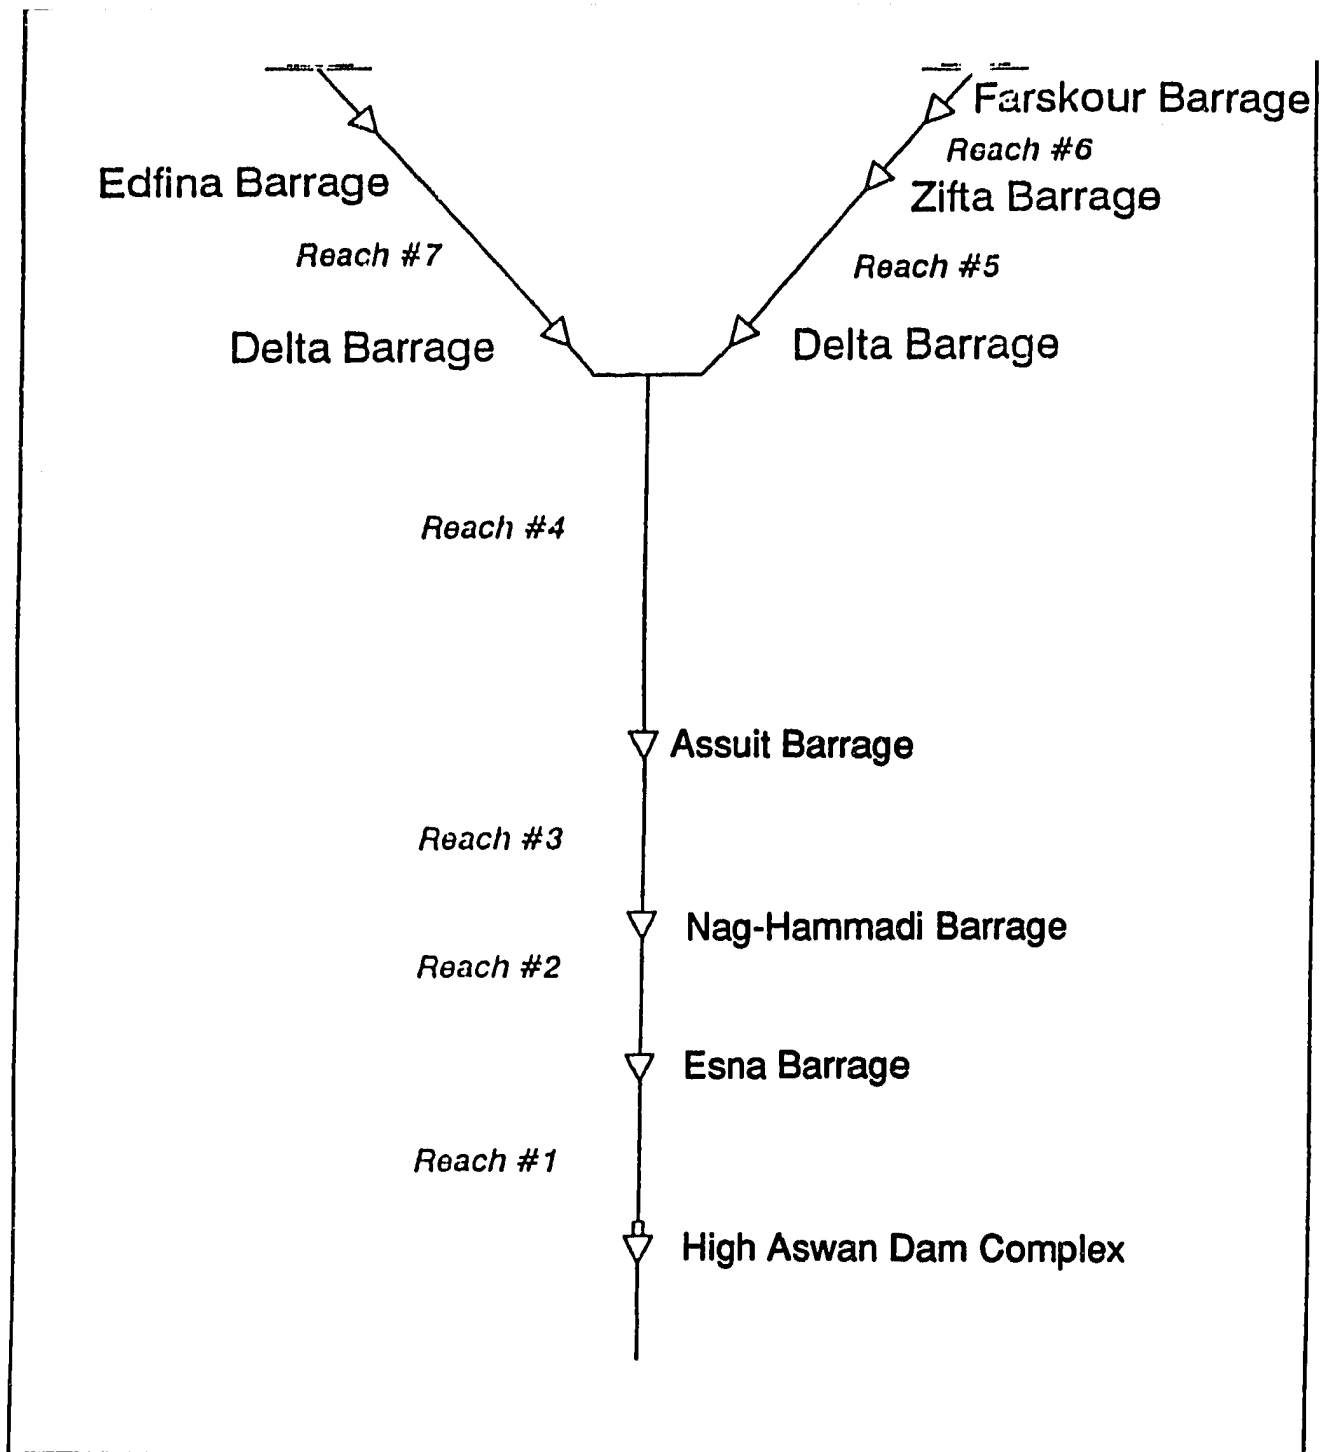 Farskour Barrage
Reach #6
Edfina Barrage
Zifta Barrage
Reach #7
Reach #5
Delta Barrage
Delta Barrage
Reach #4
Assuit Barrage
Reach #3
Nag-Hammadi Barrage
Reach #2
Esna Barrage
Reach #1
High Aswan Dam Complex